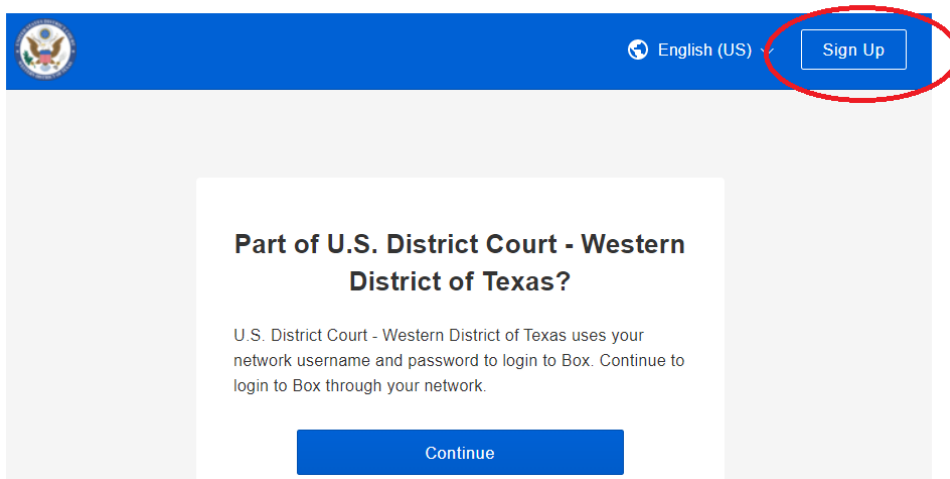 English (US)
Sign Up
Part of U.S. District Court - Western
District of Texas?
U.S. District Court - Western District of Texas uses your
network username and password to login to Box. Continue to
login to Box through your network.
Continue